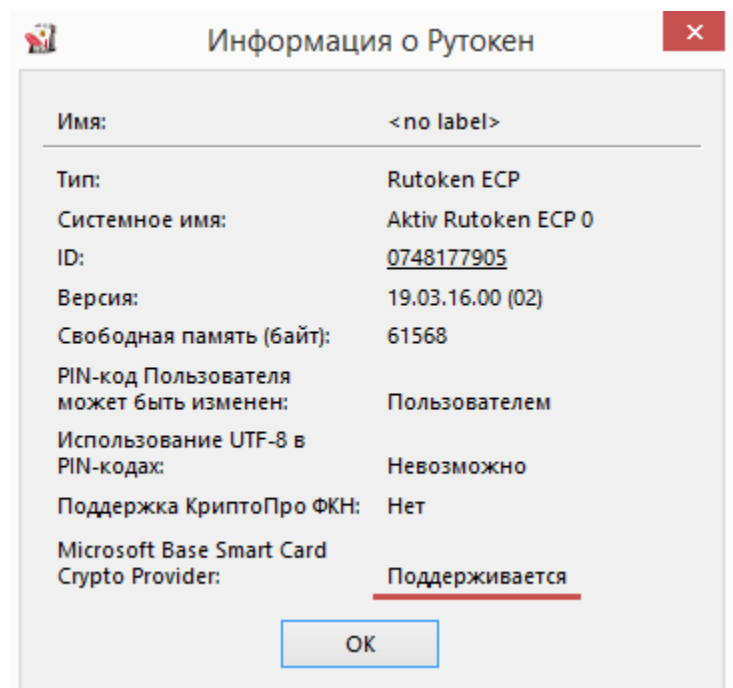 Информация о Рутокен
Имя: <no label>
Тип: Rutoken ECP
Системное имя: Aktiv Rutoken ECP 0
ID: 0748177905
Версия: 19.03.16.00 (02)
Свободная память (байт): 61568
PIN-код Пользователя
может быть изменен: Пользователем
Использование UTF-8 в
PIN-кодах: Невозможно
Поддержка КриптоПро ФКН: Нет
Microsoft Base Smart Card
Crypto Provider: Поддерживается
OK